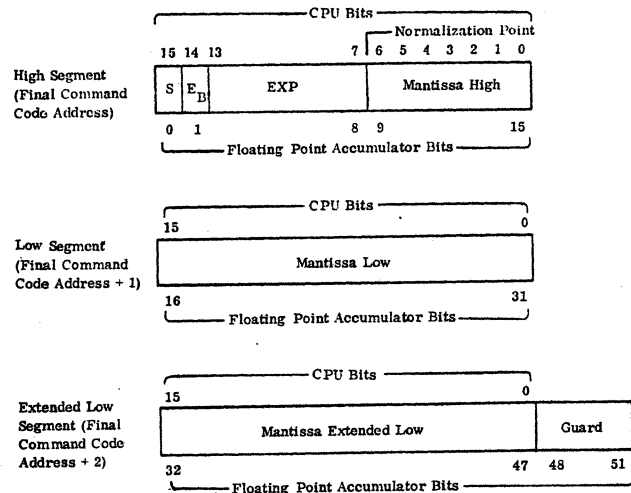 CPU Bits
Normalization Point
15 14 13 7 6 5 4 3 2 1 0
High Segment
(Final Command
Code Address)
S E_B EXP Mantissa High
0 1 8 9 15
Floating Point Accumulator Bits
CPU Bits
15 0
Low Segment
(Final Command
Code Address + 1)
Mantissa Low
16 31
Floating Point Accumulator Bits
CPU Bits
15 0
Extended Low
Segment (Final
Command Code
Address + 2)
Mantissa Extended Low Guard
32 47 48 51
Floating Point Accumulator Bits